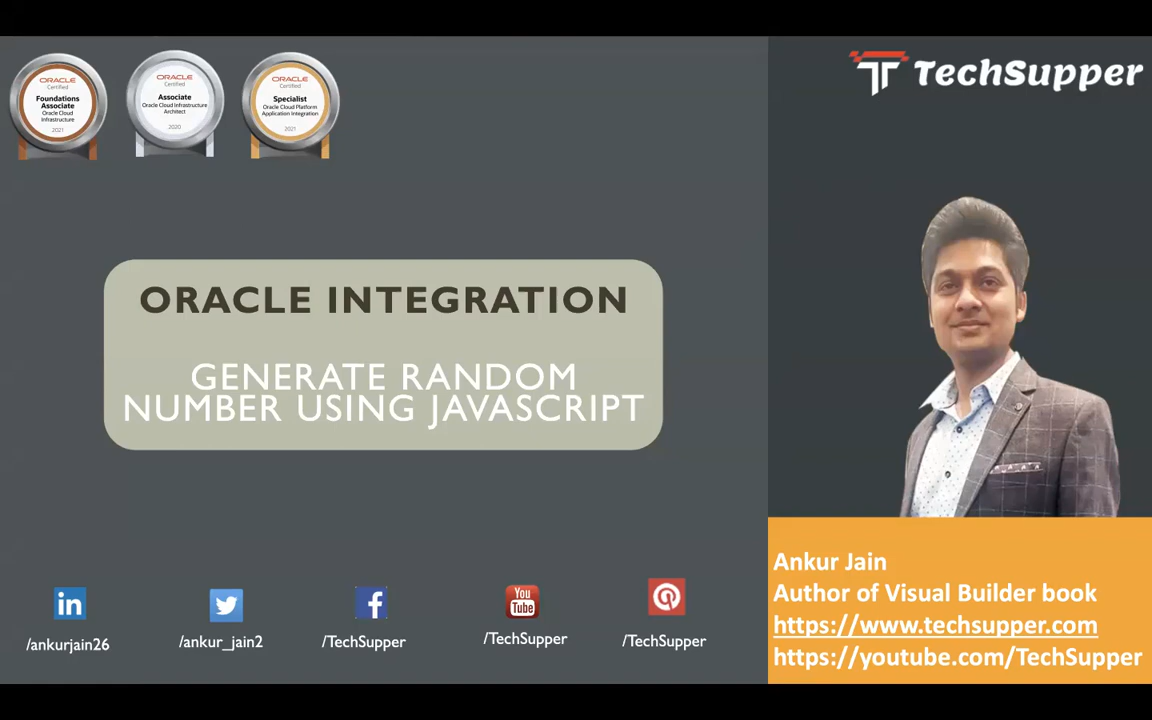 ORACLE
Certified
Foundations
Associate
Oracle Cloud
Infrastructure
2021
ORACLE
Certified
Associate
Oracle Cloud Infrastructure
Architect
2020
ORACLE
Certified
Specialist
Oracle Cloud Platform
Application Integration
2021
TechSupper
ORACLE INTEGRATION
GENERATE RANDOM
NUMBER USING JAVASCRIPT
in
f
You
Tube
/ankurjain26
/ankur_jain2
/TechSupper
/TechSupper
/TechSupper
Ankur Jain
Author of Visual Builder book
https://www.techsupper.com
https://youtube.com/TechSupper